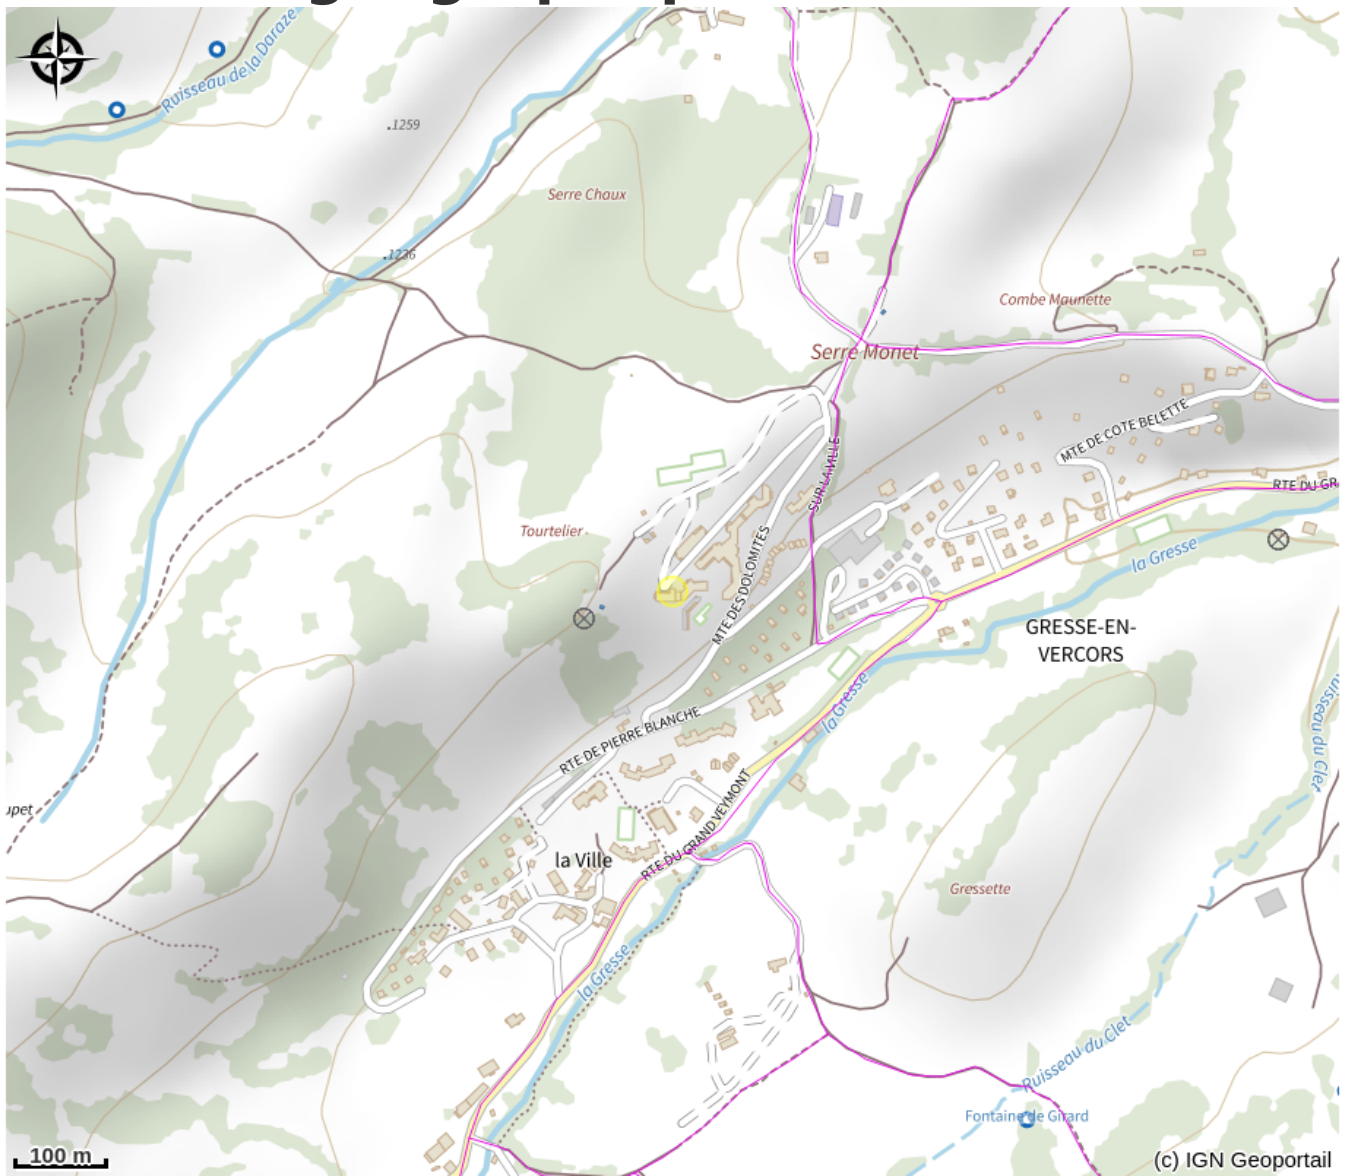 Ruisseau de la Daraze
.1259
Serre Chaux
.1236
Combe Maunette
Serre Monet
MTE DE COTE BELETTE
SUR LA VILLE
RTE DU GR
Tourtelier
MTE DES DOLOMITES
la Gresse
GRESSE-EN-
VERCORS
la Gresse
Ruisseau du Clet
RTE DE PIERRE BLANCHE
upet
RTE DU GRAND VEYMONT
la Ville
Gressette
la Gresse
Ruisseau du Clet
Fontaine de Girard
100 m
(c) IGN Geoportail